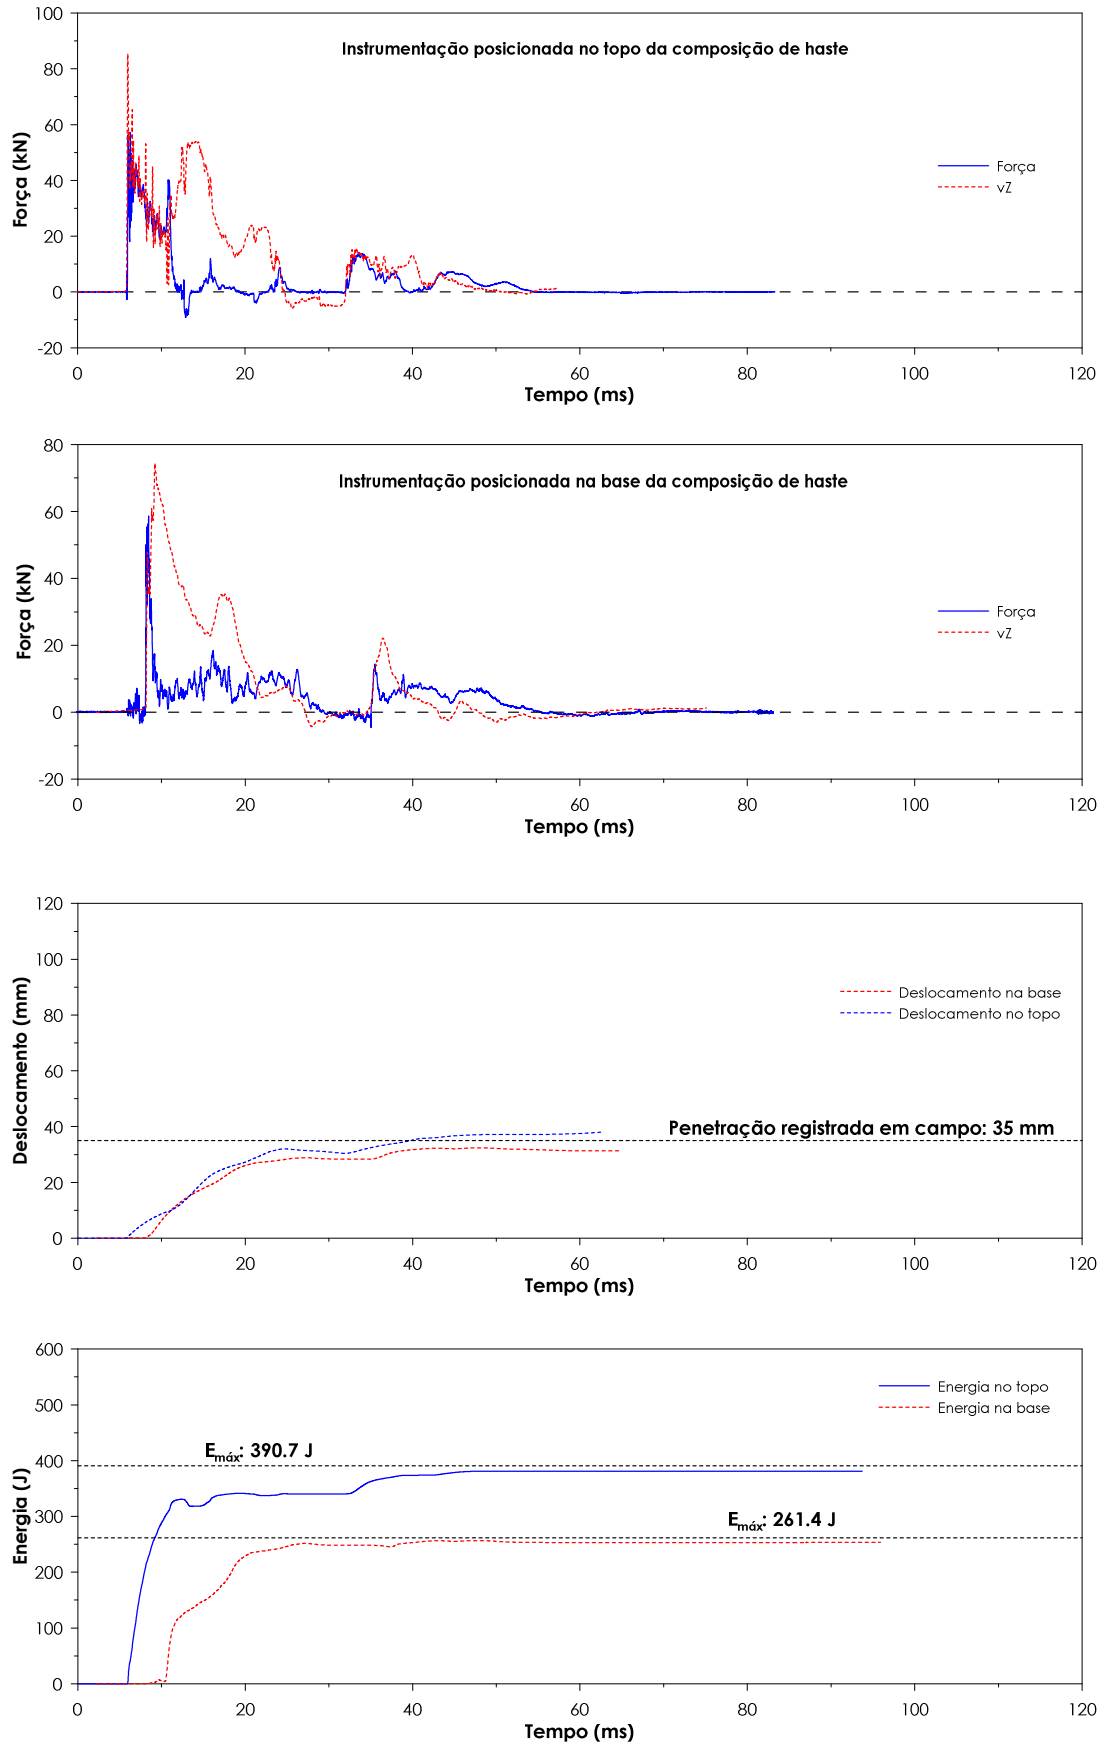 100
80
60
40
20
0
-20
Força (kN)
Instrumentação posicionada no topo da composição de haste
Força
vZ
0 20 40 60 80 100 120
Tempo (ms)
80
60
40
20
0
-20
Força (kN)
Instrumentação posicionada na base da composição de haste
Força
vZ
0 20 40 60 80 100 120
Tempo (ms)
120
100
80
60
40
20
0
Deslocamento (mm)
Deslocamento na base
Deslocamento no topo
Penetração registrada em campo: 35 mm
0 20 40 60 80 100 120
Tempo (ms)
600
500
400
300
200
100
0
Energia (J)
Energia no topo
Energia na base
Emáx: 390.7 J
Emáx: 261.4 J
0 20 40 60 80 100 120
Tempo (ms)